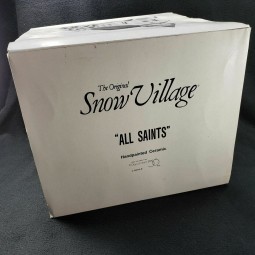 The Original
Snow Village
"ALL SAINTS"
Handpainted Ceramic